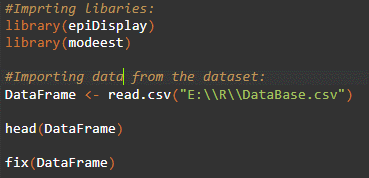 #Imprting libaries:
library(epiDisplay)
library(modeest)
#Importing data from the dataset:
DataFrame <- read.csv("E:\\R\\DataBase.csv")
head(DataFrame)
fix(DataFrame)